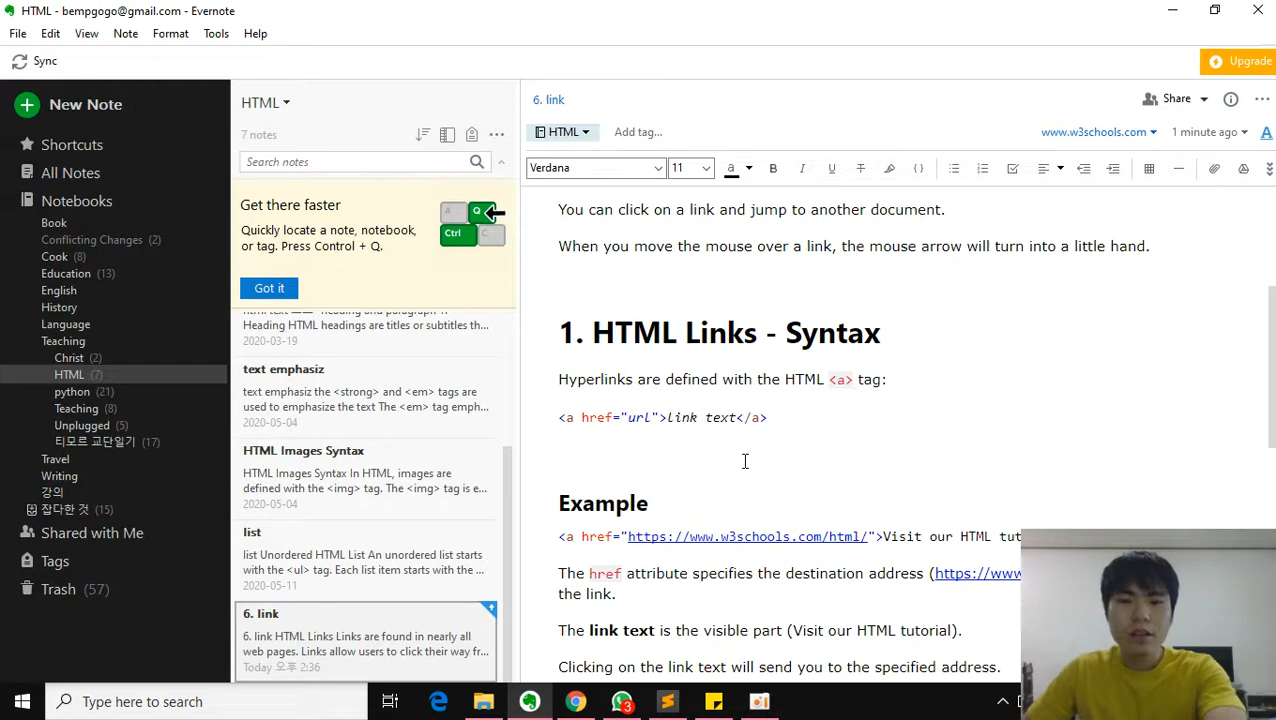 HTML - bempgogo@gmail.com - Evernote
File Edit View Note Format Tools Help
Sync
Upgrade
New Note
Shortcuts
All Notes
Notebooks
Book
Conflicting Changes (2)
Cook (8)
Education (13)
English
History
Language
Teaching
Christ (2)
HTML (7)
python (21)
Teaching (8)
Unplugged (5)
티모르 교단일기 (17)
Travel
Writing
강의
잡다한 것 (15)
Shared with Me
Tags
Trash (57)
HTML
7 notes
Search notes
Get there faster
Quickly locate a note, notebook,
or tag. Press Control + Q.
A Q
Ctrl
Got it
Heading HTML headings are titles or subtitles th...
2020-03-19
text emphasiz
text emphasiz the <strong> and <em> tags are
used to emphasize the text The <em> tag emph...
2020-05-04
HTML Images Syntax
HTML Images Syntax In HTML, images are
defined with the <img> tag. The <img> tag is e...
2020-05-04
list
list Unordered HTML List An unordered list starts
with the <ul> tag. Each list item starts with the ...
2020-05-11
6. link
6. link HTML Links Links are found in nearly all
web pages. Links allow users to click their way fr...
Today 오후 2:36
6. link
Share
HTML Add tag...
www.w3schools.com 1 minute ago
Verdana 11
You can click on a link and jump to another document.
When you move the mouse over a link, the mouse arrow will turn into a little hand.
1. HTML Links - Syntax
Hyperlinks are defined with the HTML <a> tag:
<a href="url">link text</a>
Example
<a href="https://www.w3schools.com/html/">Visit our HTML tut
The href attribute specifies the destination address (https://www
the link.
The link text is the visible part (Visit our HTML tutorial).
Clicking on the link text will send you to the specified address.
Type here to search
3